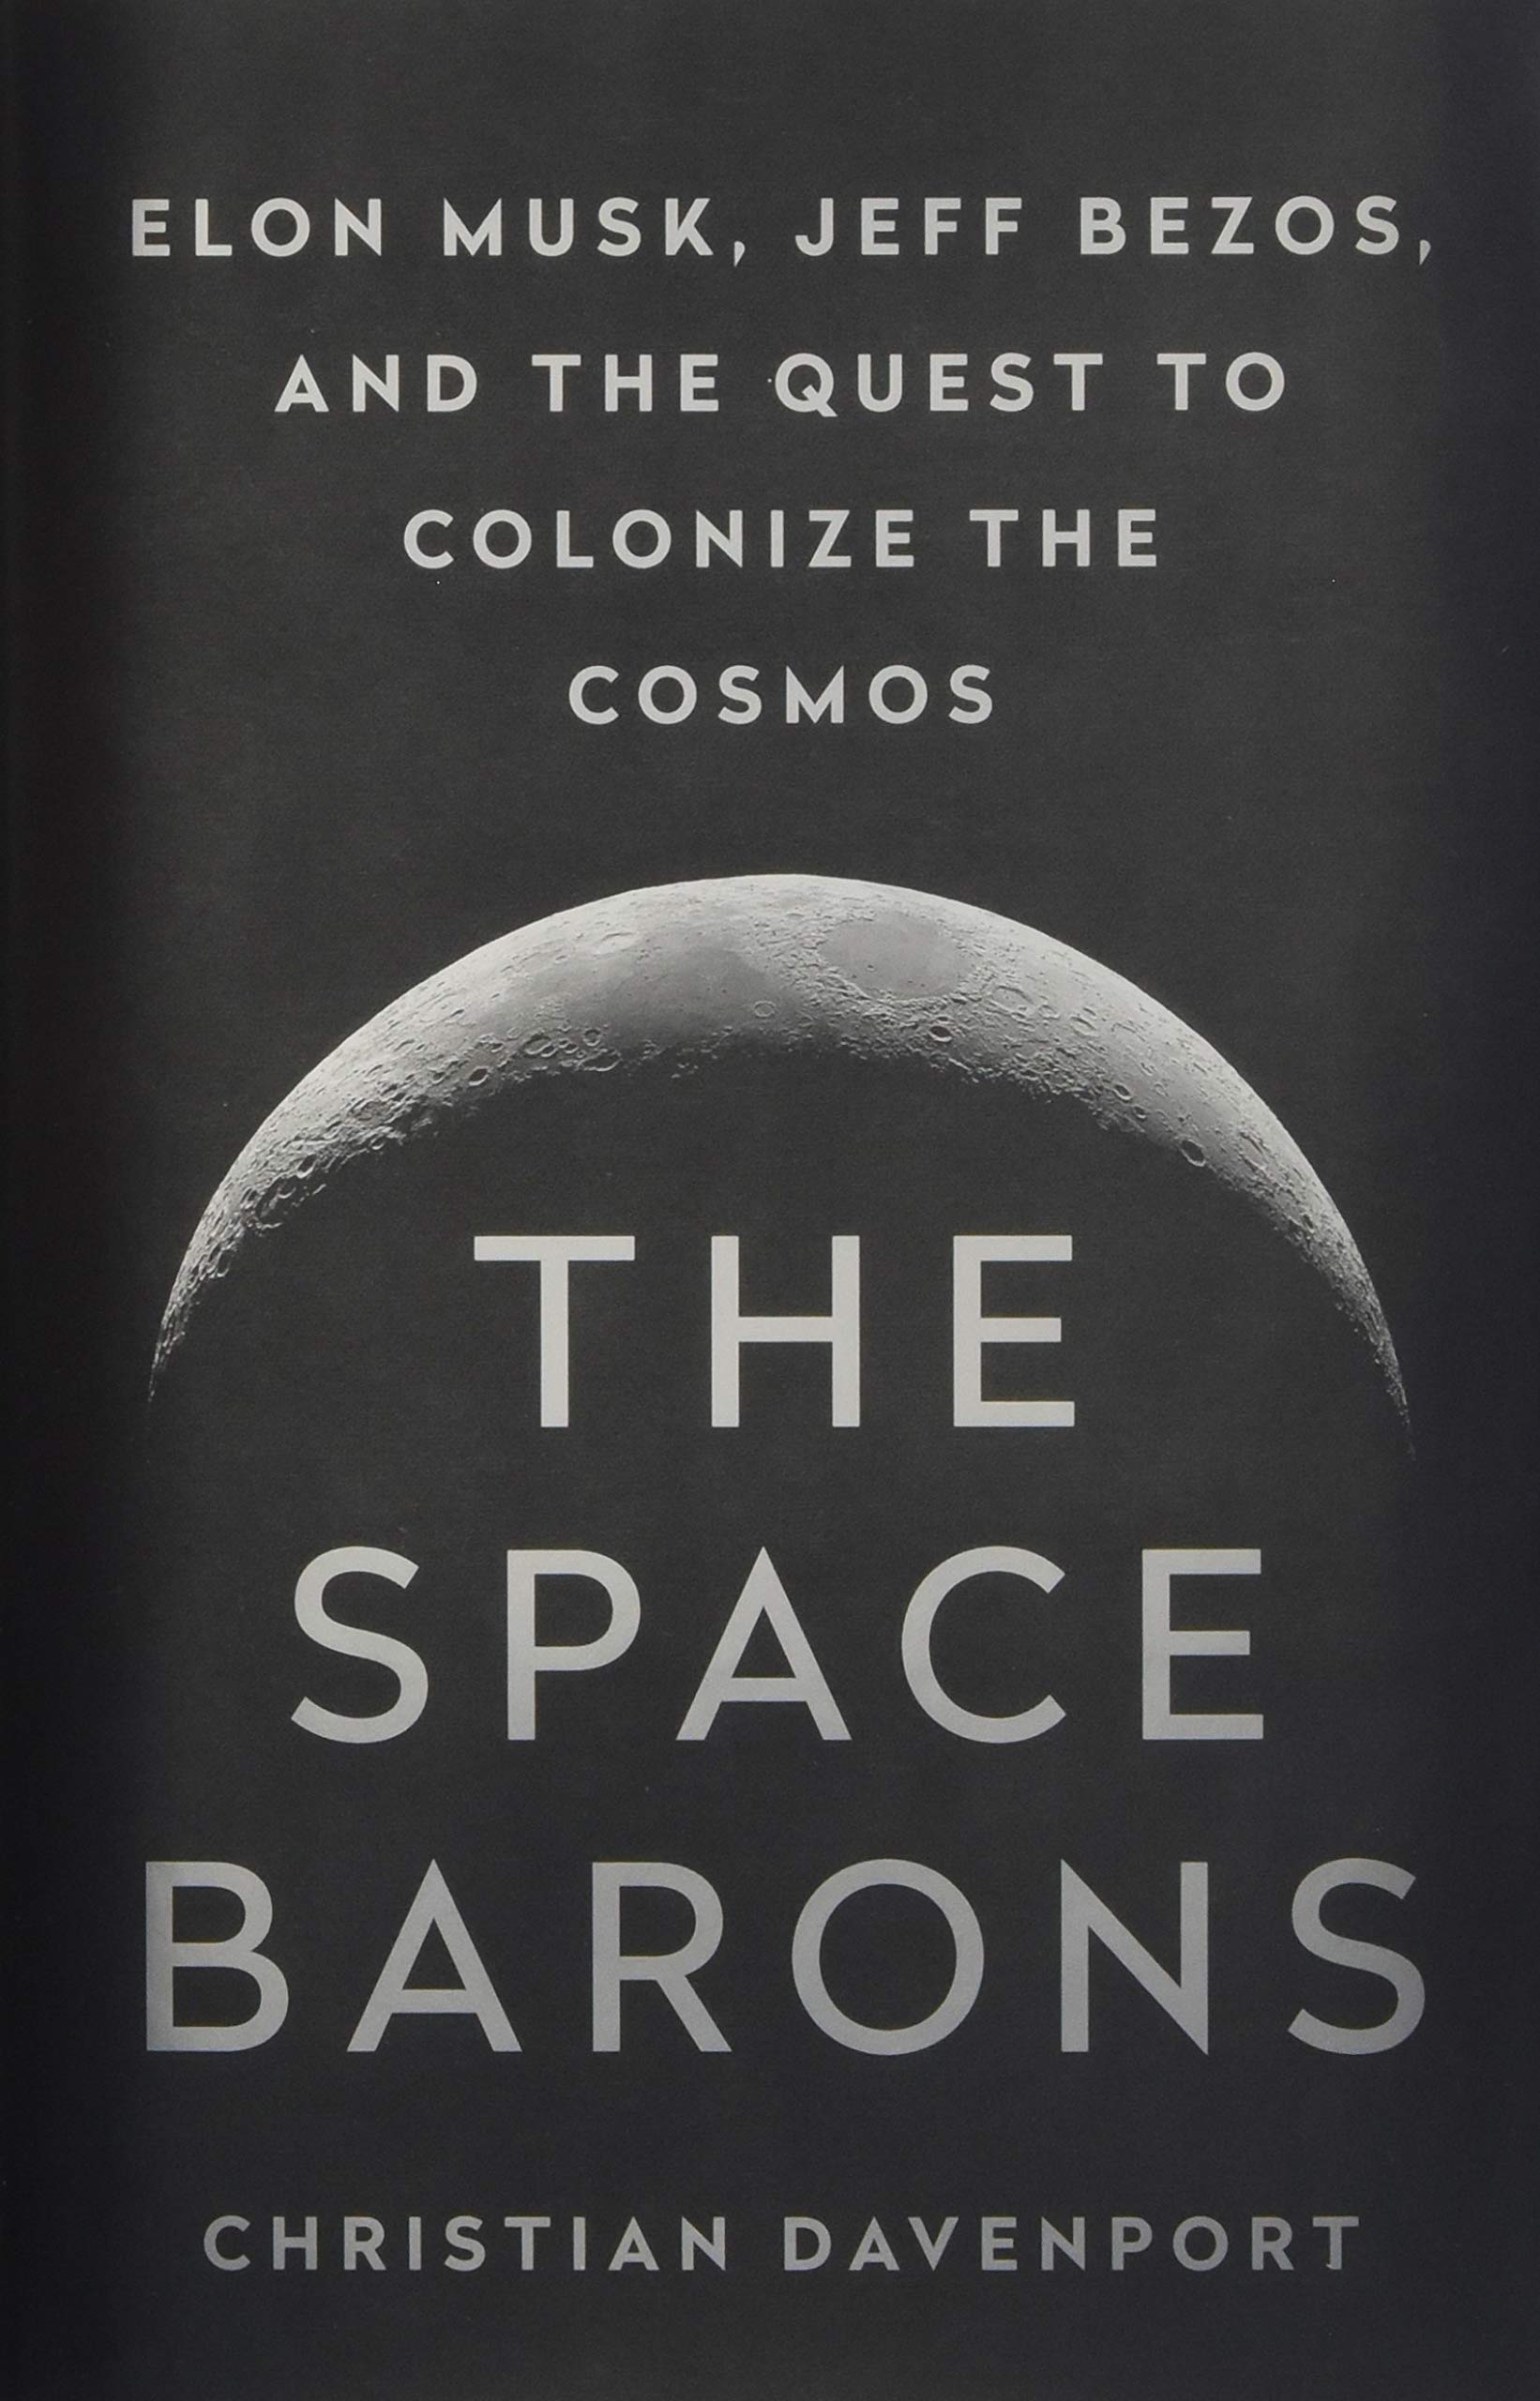 ELON MUSK, JEFF BEZOS,
AND THE QUEST TO
COLONIZE THE
COSMOS
THE
SPACE
BARONS
CHRISTIAN DAVENPORT